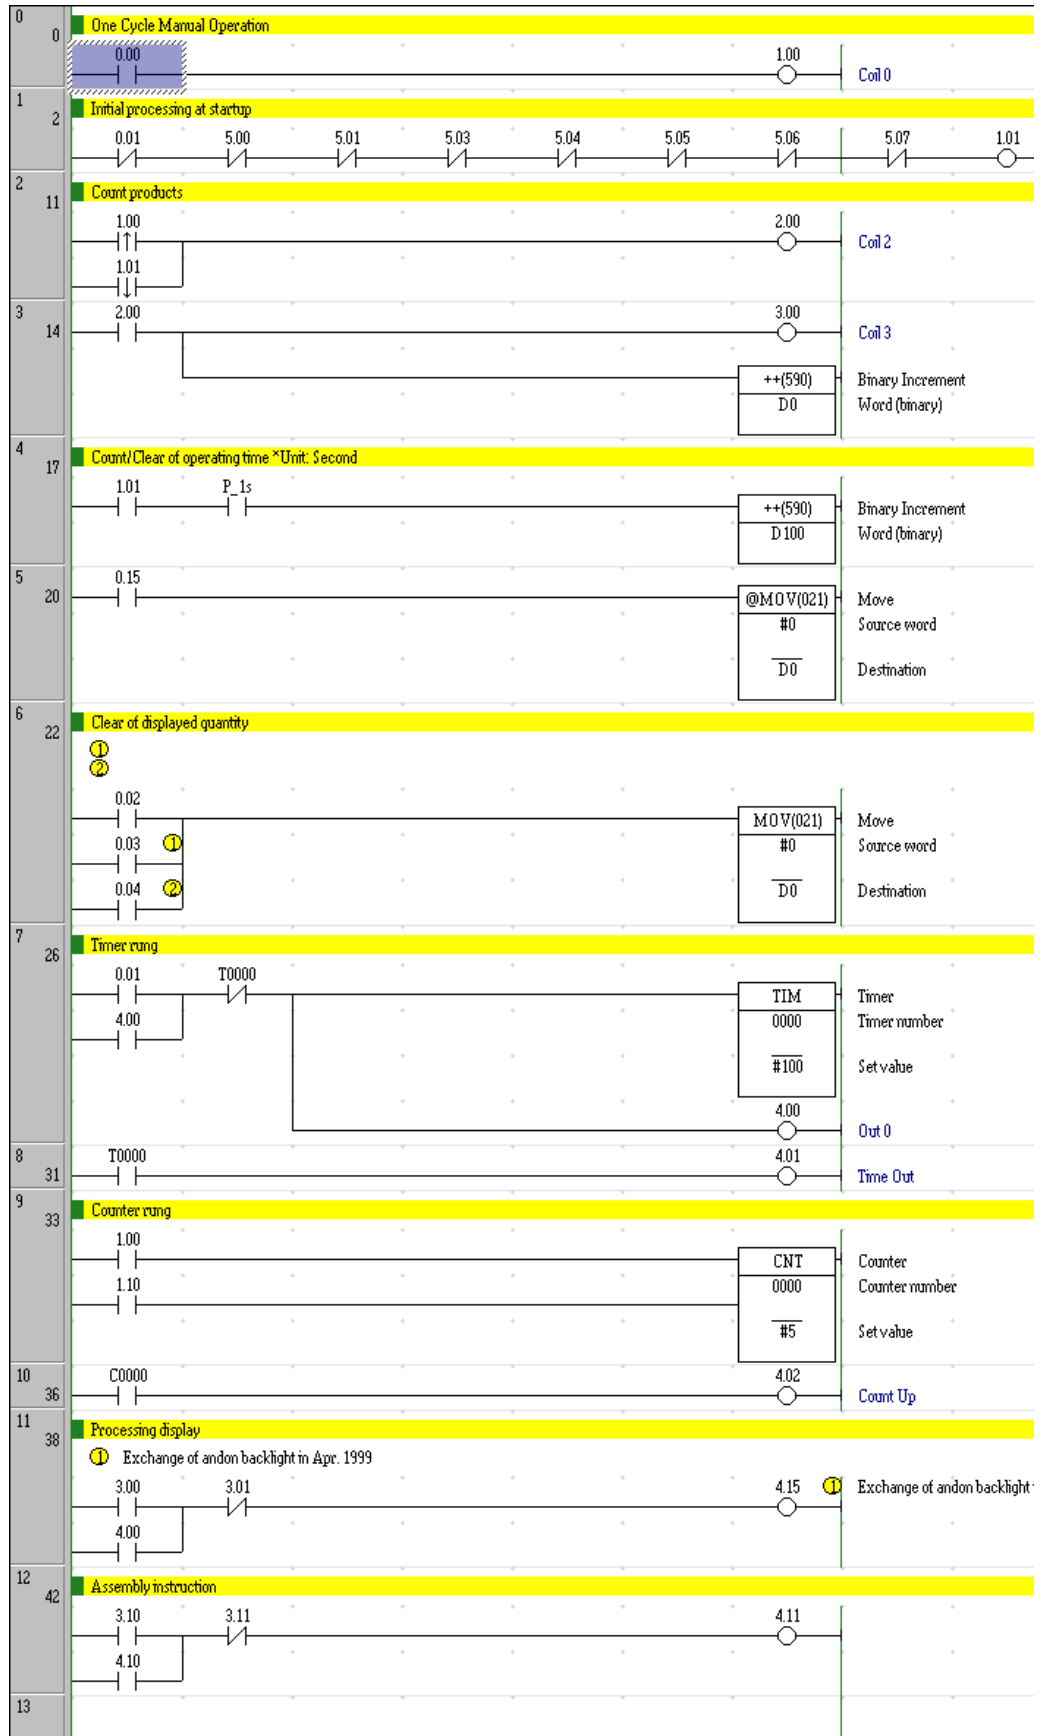 0
0
One Cycle Manual Operation
0.00 1.00
Coil 0
1
2
Initial processing at startup
0.01 5.00 5.01 5.03 5.04 5.05 5.06 5.07 1.01
2
11
Count products
1.00 2.00
Coil 2
1.01
3
14
2.00 3.00
Coil 3
++(590) Binary Increment
D0 Word (binary)
4
17
Count/Clear of operating time *Unit: Second
1.01 P_1s
++(590) Binary Increment
D100 Word (binary)
5
20
0.15
@MOV(021) Move
#0 Source word
D0 Destination
6
22
Clear of displayed quantity
1
2
0.02
MOV(021) Move
0.03 1 #0 Source word
0.04 2 D0 Destination
7
26
Timer rung
0.01 T0000
TIM Timer
4.00 0000 Timer number
#100 Set value
4.00
Out 0
8
31
T0000 4.01
Time Out
9
33
Counter rung
1.00
CNT Counter
1.10 0000 Counter number
#5 Set value
10
36
C0000 4.02
Count Up
11
38
Processing display
1 Exchange of andon backlight in Apr. 1999
3.00 3.01 4.15 1 Exchange of andon backlight
4.00
12
42
Assembly instruction
3.10 3.11 4.11
4.10
13